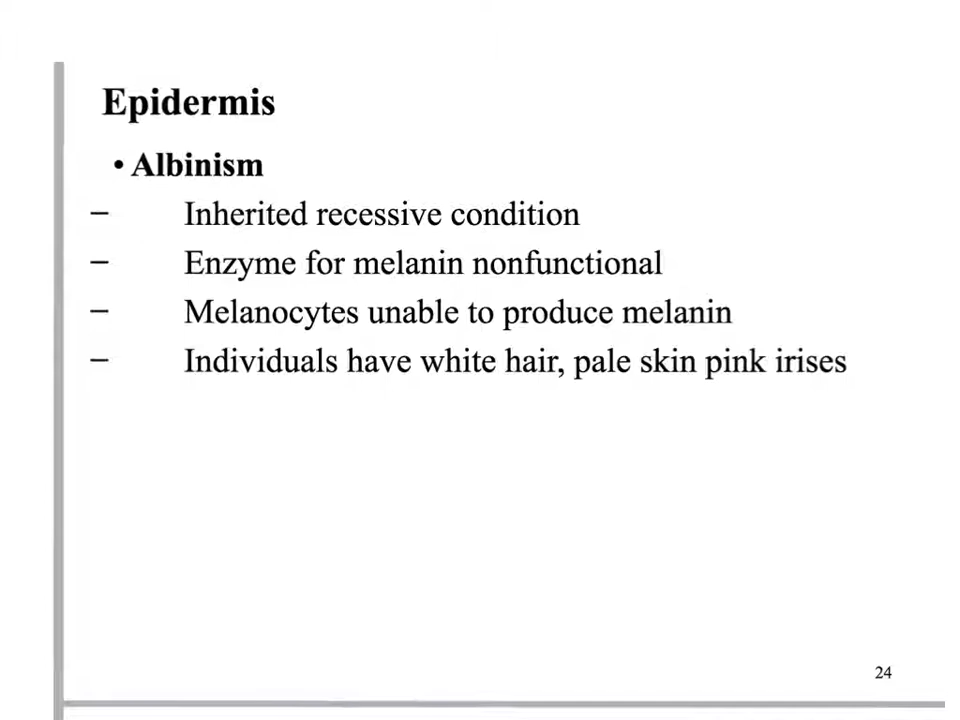 Epidermis
• Albinism
– Inherited recessive condition
– Enzyme for melanin nonfunctional
– Melanocytes unable to produce melanin
– Individuals have white hair, pale skin pink irises
24